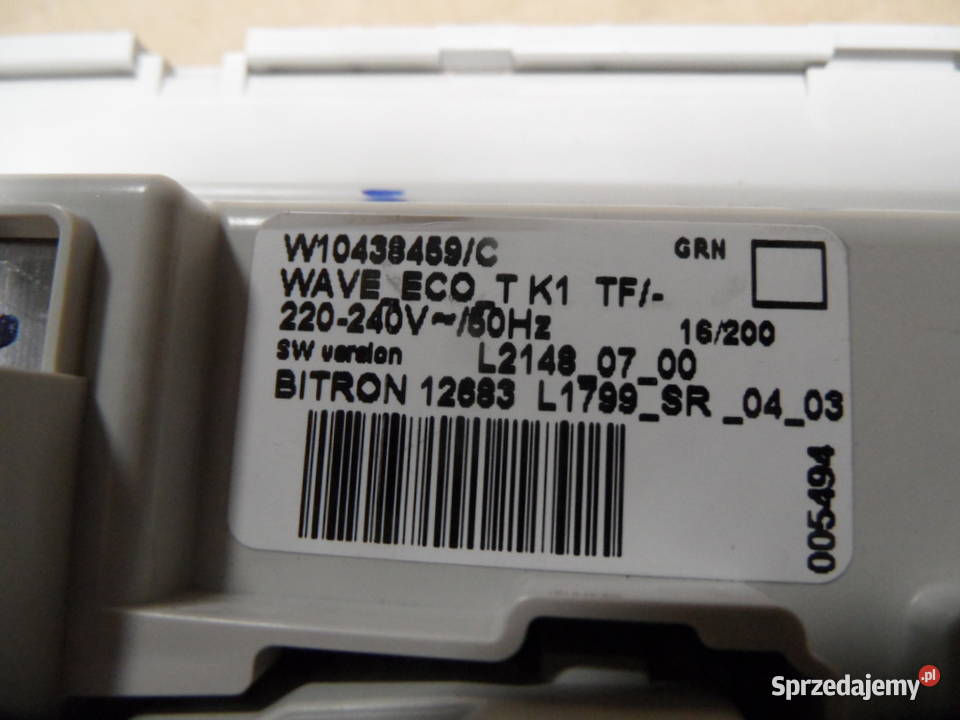 W10438459/C GRN
WAVE_ECO_T K1 TF/-
220-240V~/50Hz 16/200
SW version L2148_07_00
BITRON 12683 L1799_SR _04_03
005494
Sprzedajemy.pl